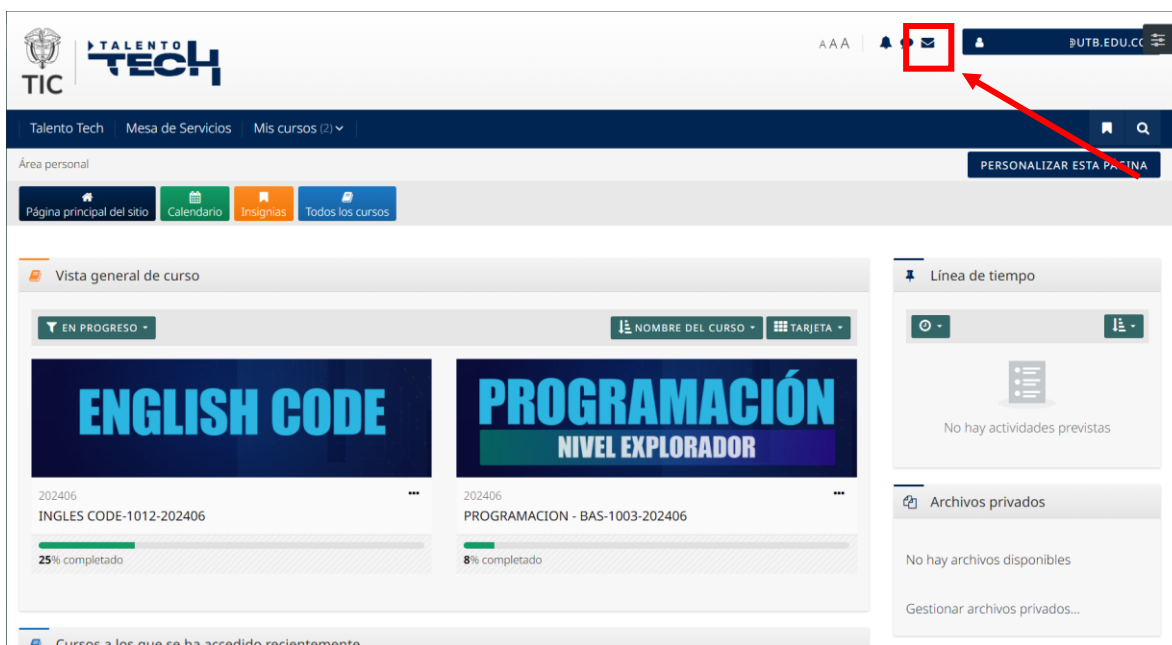 TIC
TALENTO
TECH
AAA
@UTB.EDU.CO
Talento Tech
Mesa de Servicios
Mis cursos (2)
Área personal
PERSONALIZAR ESTA PÁGINA
Página principal del sitio
Calendario
Insignias
Todos los cursos
Vista general de curso
EN PROGRESO
NOMBRE DEL CURSO
TARJETA
ENGLISH CODE
PROGRAMACIÓN
NIVEL EXPLORADOR
202406
INGLES CODE-1012-202406
25% completado
202406
PROGRAMACION - BAS-1003-202406
8% completado
Línea de tiempo
No hay actividades previstas
Archivos privados
No hay archivos disponibles
Gestionar archivos privados...
Cursos a los que se ha accedido recientemente